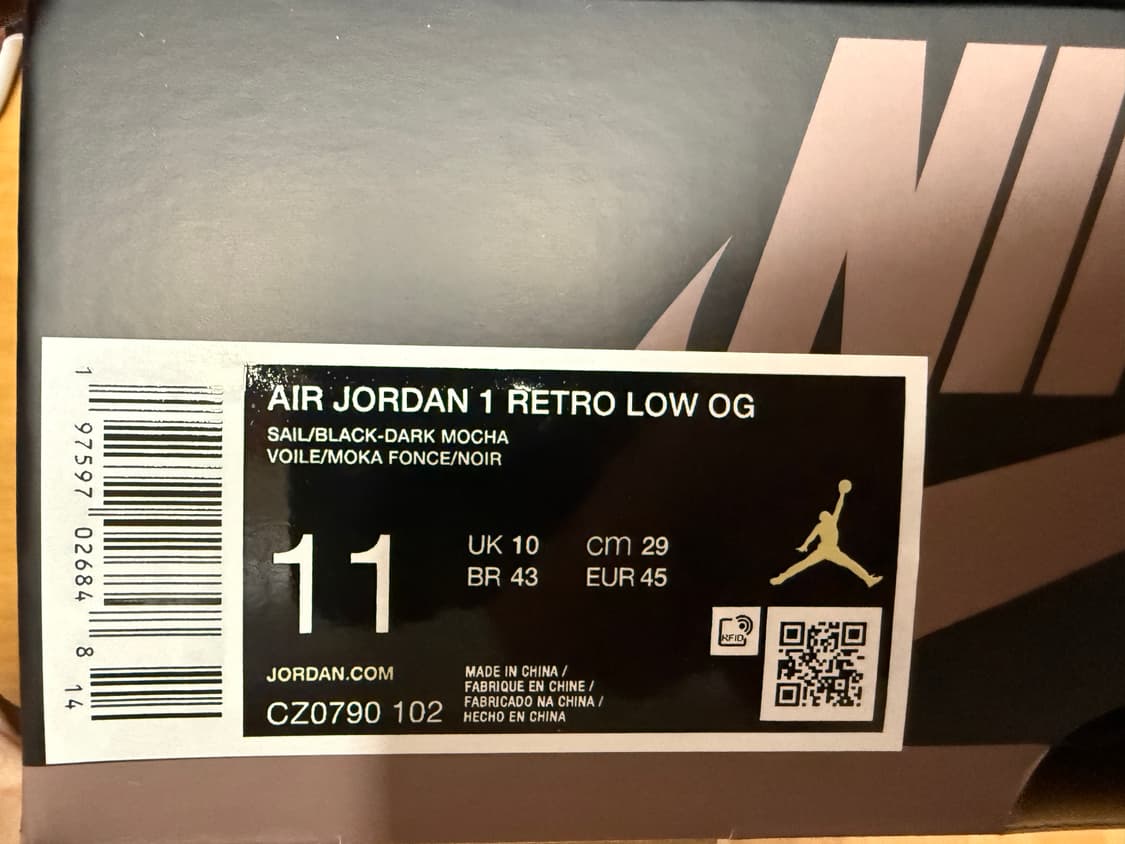 NI
AIR JORDAN 1 RETRO LOW OG
SAIL/BLACK-DARK MOCHA
VOILE/MOKA FONCE/NOIR
11
UK 10 cm 29
BR 43 EUR 45
RFID
JORDAN.COM
CZ0790 102
MADE IN CHINA /
FABRIQUE EN CHINE /
FABRICADO NA CHINA /
HECHO EN CHINA
1 97597 02684 8 14